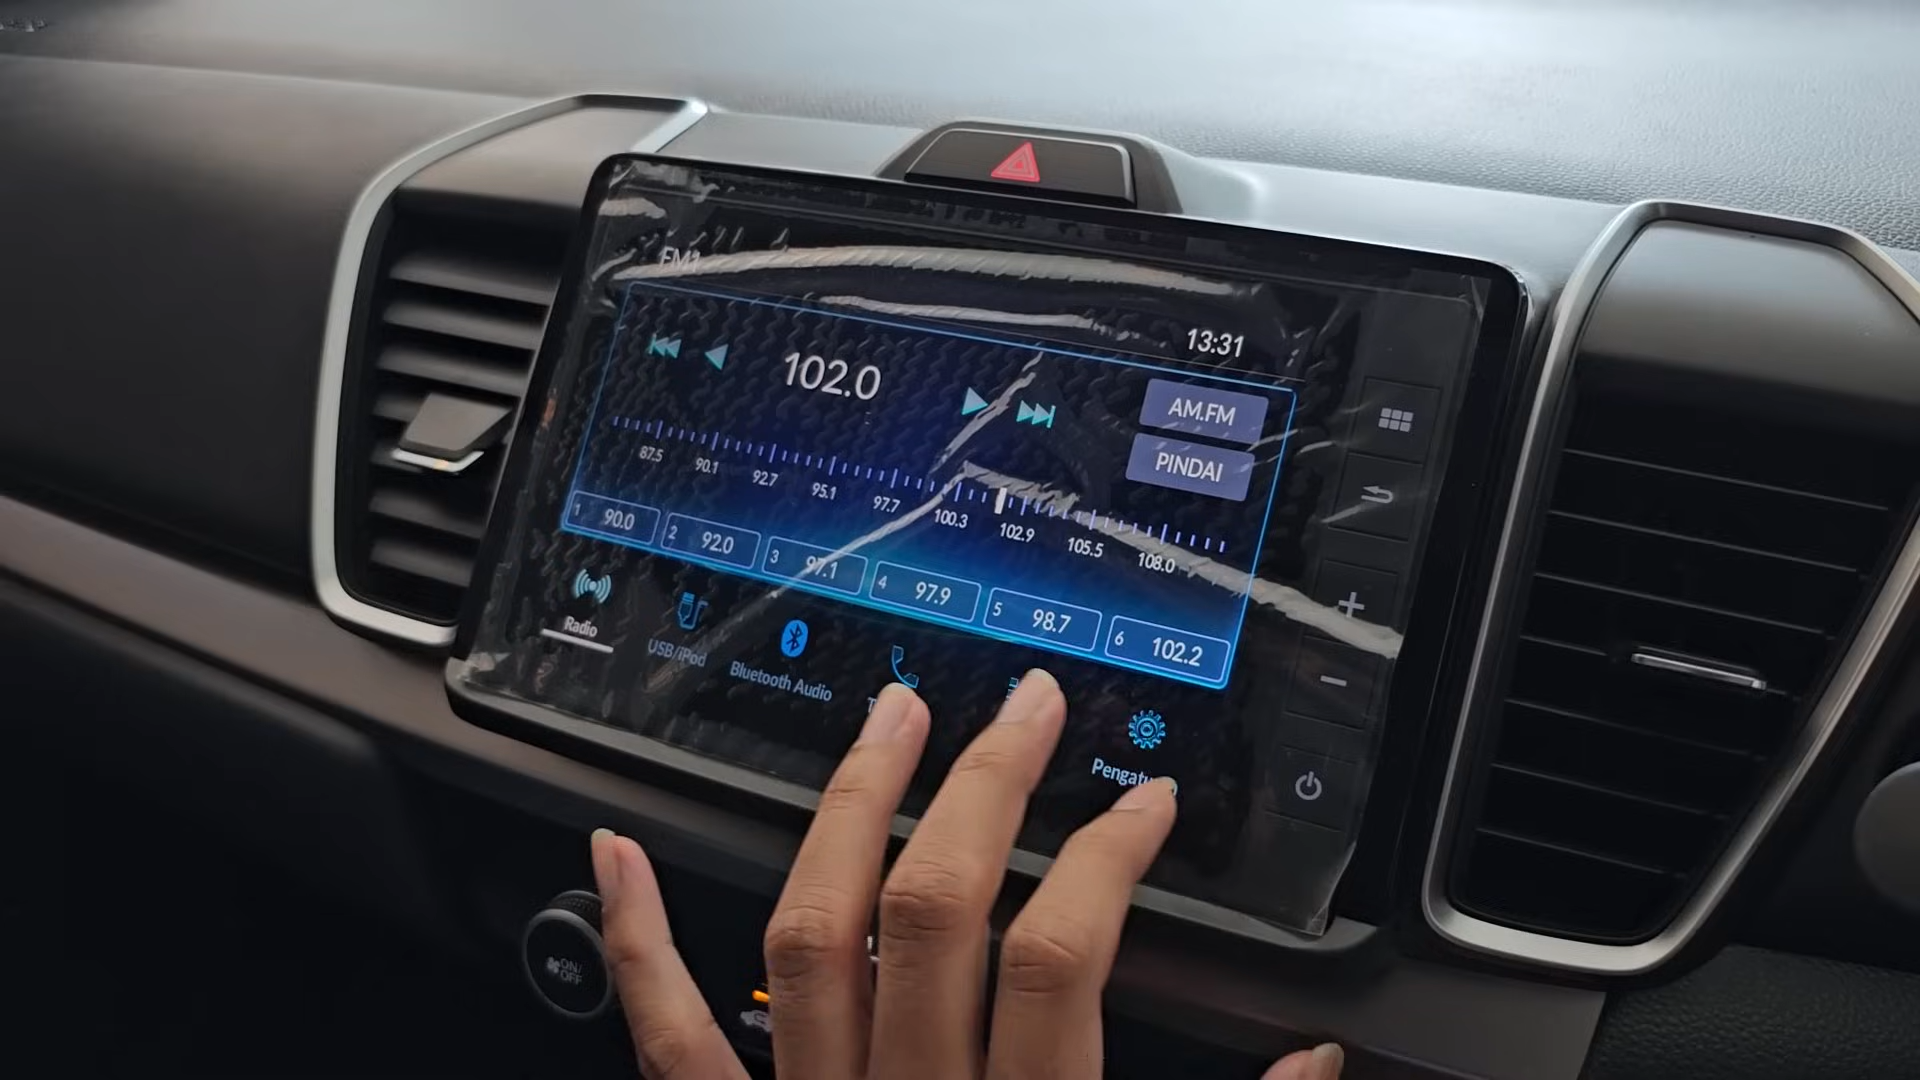 FM1
13:31
102.0
AM.FM
PINDAI
87.5 90.1 92.7 95.1 97.7 100.3 102.9 105.5 108.0
1 90.0 2 92.0 3 97.1 4 97.9 5 98.7 6 102.2
Radio USB/iPod Bluetooth Audio
ON/
OFF